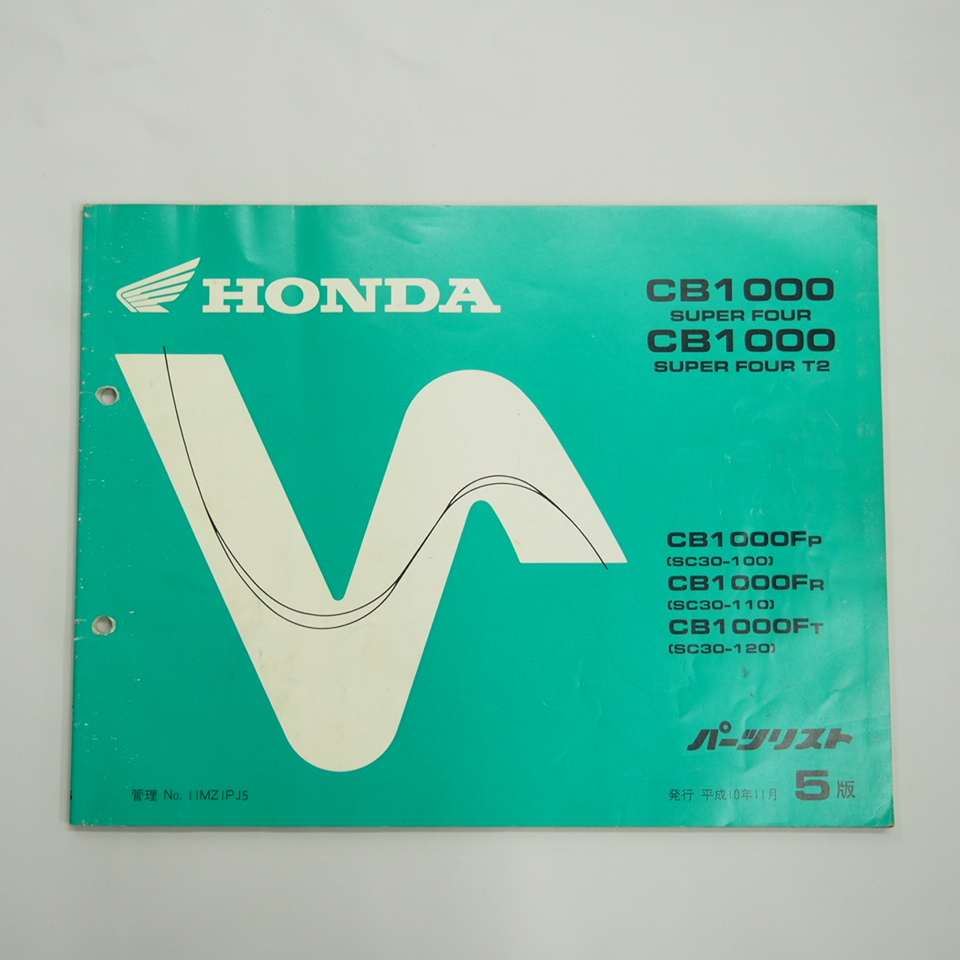 HONDA
CB1000
SUPER FOUR
CB1000
SUPER FOUR T2
CB1000FP
(SC30-100)
CB1000FR
(SC30-110)
CB1000FT
(SC30-120)
パーツリスト
管理 No. 11MZ1PJ5
発行 平成10年11月 5版